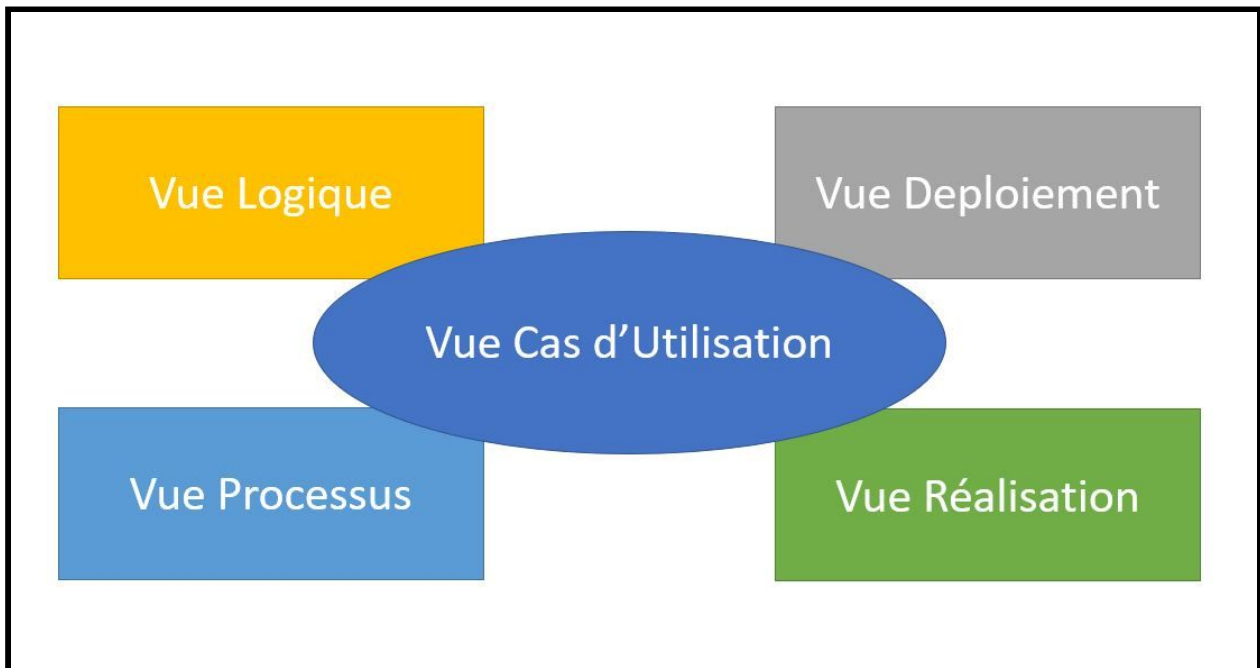 Vue Logique
Vue Deploiement
Vue Cas d’Utilisation
Vue Processus
Vue Réalisation